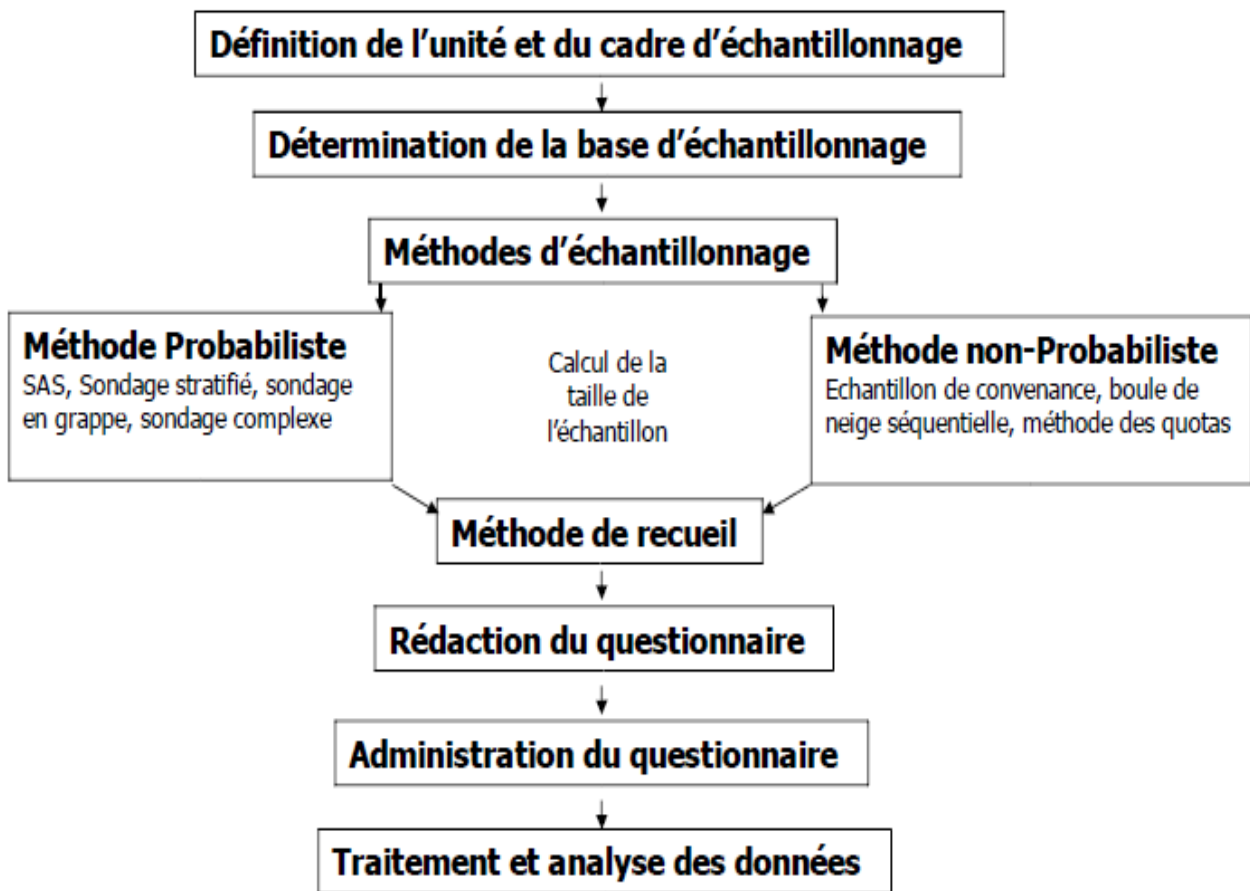 Définition de l'unité et du cadre d'échantillonnage
Détermination de la base d'échantillonnage
Méthodes d'échantillonnage
Méthode Probabiliste
SAS, Sondage stratifié, sondage
en grappe, sondage complexe
Calcul de la
taille de
l'échantillon
Méthode non-Probabiliste
Echantillon de convenance, boule de
neige séquentielle, méthode des quotas
Méthode de recueil
Rédaction du questionnaire
Administration du questionnaire
Traitement et analyse des données